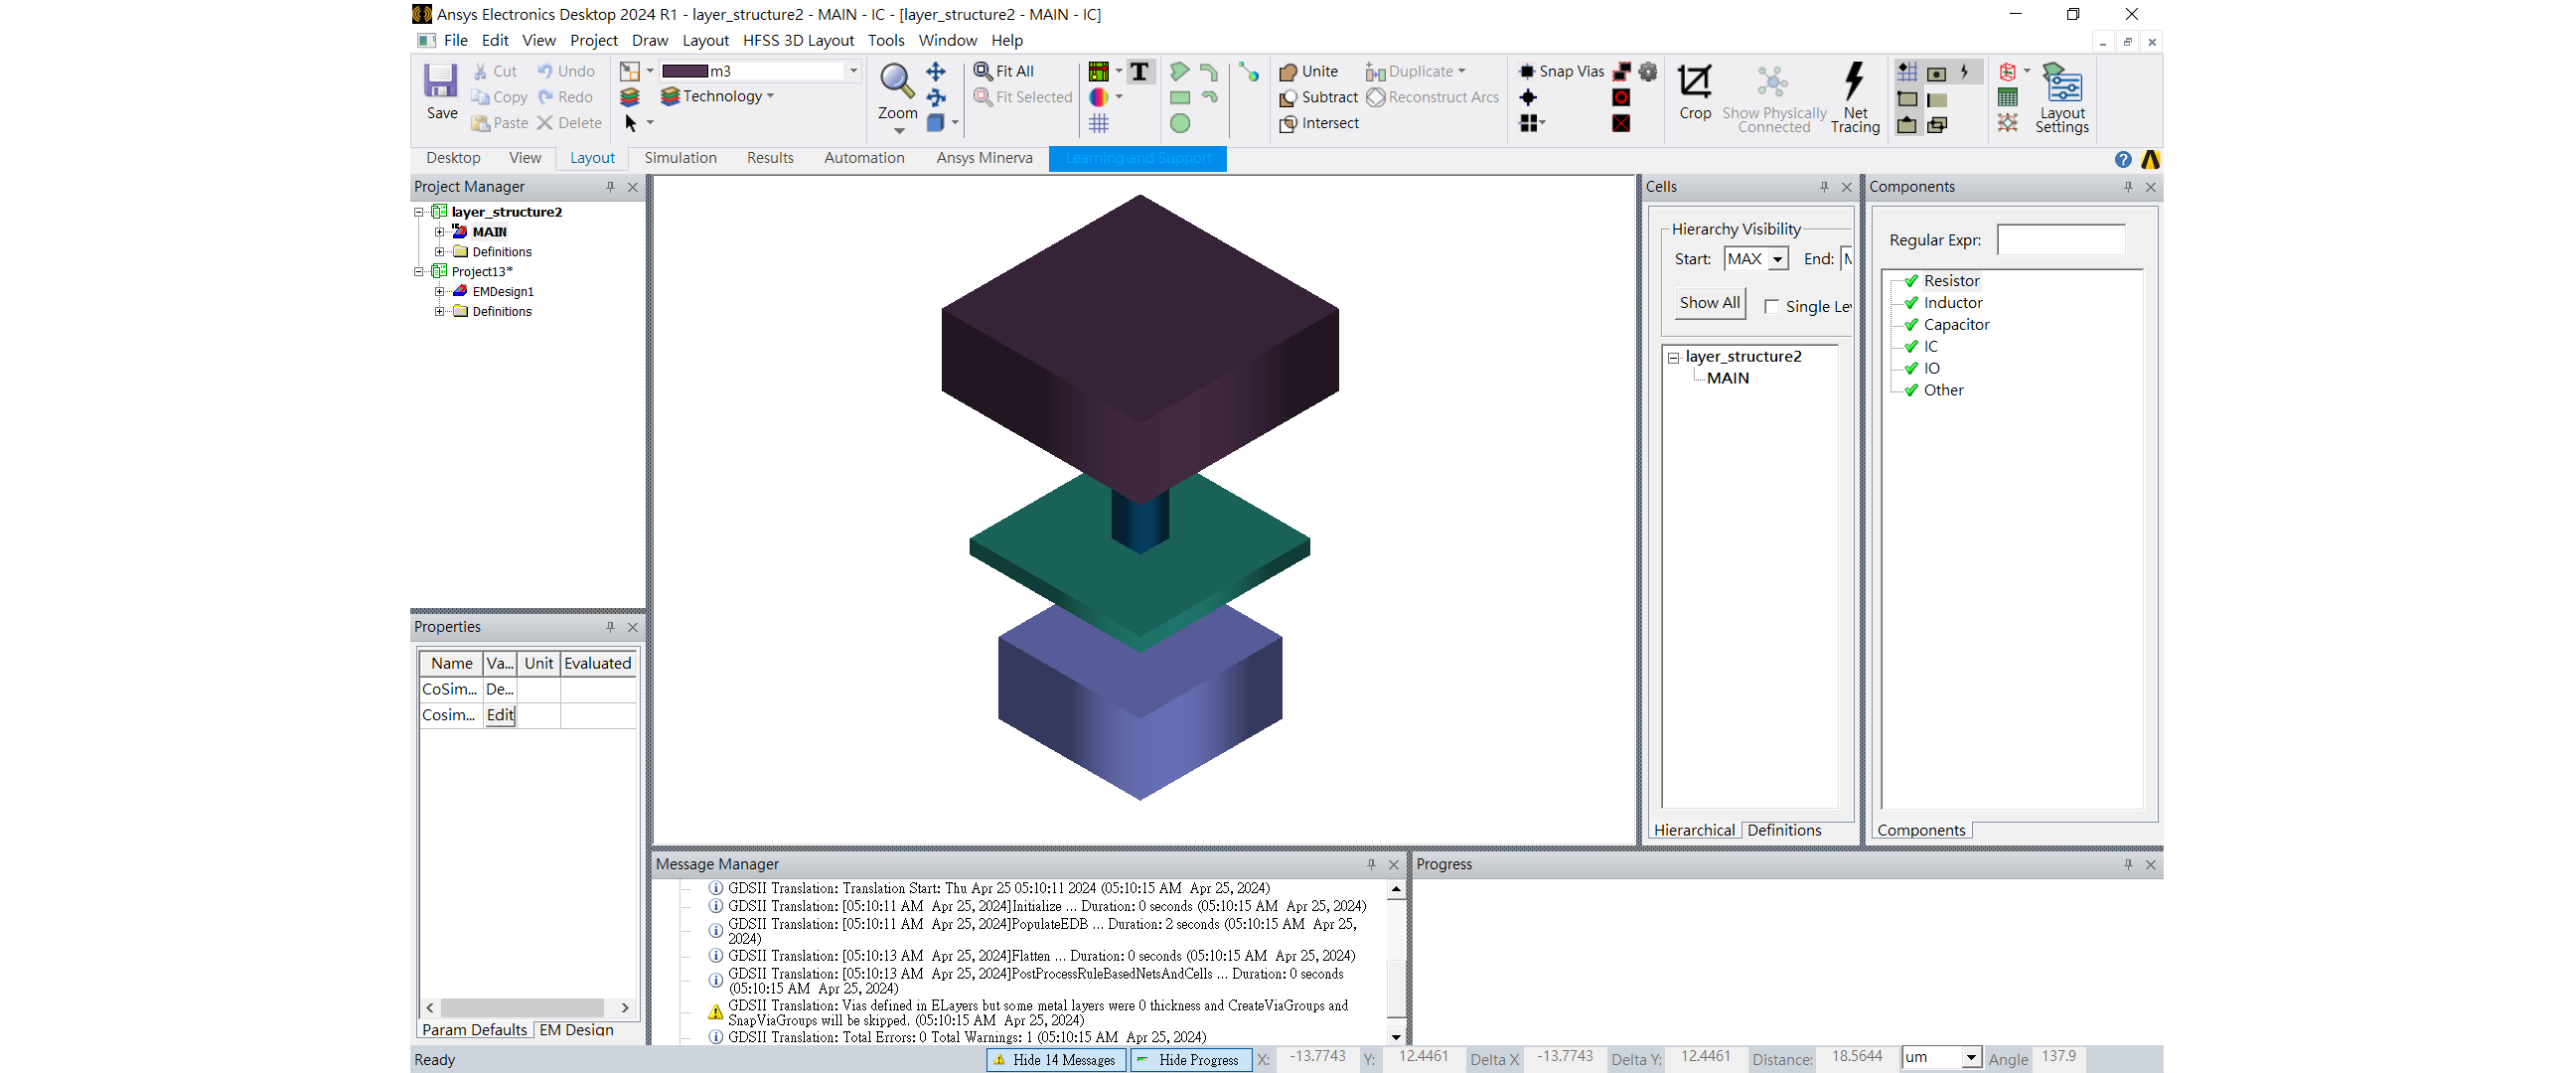 Ansys Electronics Desktop 2024 R1 - layer_structure2 - MAIN - IC - [layer_structure2 - MAIN - IC]
File Edit View Project Draw Layout HFSS 3D Layout Tools Window Help
Save
Cut
Copy
Paste
Undo
Redo
Delete
m3
Technology
Zoom
Fit All
Fit Selected
T
Unite
Subtract
Intersect
Duplicate
Reconstruct Arcs
Snap Vias
Crop
Show Physically
Connected
Net
Tracing
Layout
Settings
Desktop View Layout Simulation Results Automation Ansys Minerva Learning and Support
Project Manager
layer_structure2
MAIN
Definitions
Project13*
EMDesign1
Definitions
Properties
Name Va... Unit Evaluated
CoSim... De...
Cosim... Edit
Param Defaults EM Design
Cells
Hierarchy Visibility
Start: MAX End:
Show All Single Le
layer_structure2
MAIN
Hierarchical Definitions
Components
Regular Expr:
Resistor
Inductor
Capacitor
IC
IO
Other
Components
Message Manager
GDSII Translation: Translation Start: Thu Apr 25 05:10:11 2024 (05:10:15 AM Apr 25, 2024)
GDSII Translation: [05:10:11 AM Apr 25, 2024]Initialize ... Duration: 0 seconds (05:10:15 AM Apr 25, 2024)
GDSII Translation: [05:10:11 AM Apr 25, 2024]PopulateEDB ... Duration: 2 seconds (05:10:15 AM Apr 25,
2024)
GDSII Translation: [05:10:13 AM Apr 25, 2024]Flatten ... Duration: 0 seconds (05:10:15 AM Apr 25, 2024)
GDSII Translation: [05:10:13 AM Apr 25, 2024]PostProcessRuleBasedNetsAndCells ... Duration: 0 seconds
(05:10:15 AM Apr 25, 2024)
GDSII Translation: Vias defined in ELayers but some metal layers were 0 thickness and CreateViaGroups and
SnapViaGroups will be skipped. (05:10:15 AM Apr 25, 2024)
GDSII Translation: Total Errors: 0 Total Warnings: 1 (05:10:15 AM Apr 25, 2024)
Progress
Ready
Hide 14 Messages Hide Progress X: -13.7743 Y: 12.4461 Delta X -13.7743 Delta Y: 12.4461 Distance: 18.5644 um Angle 137.9